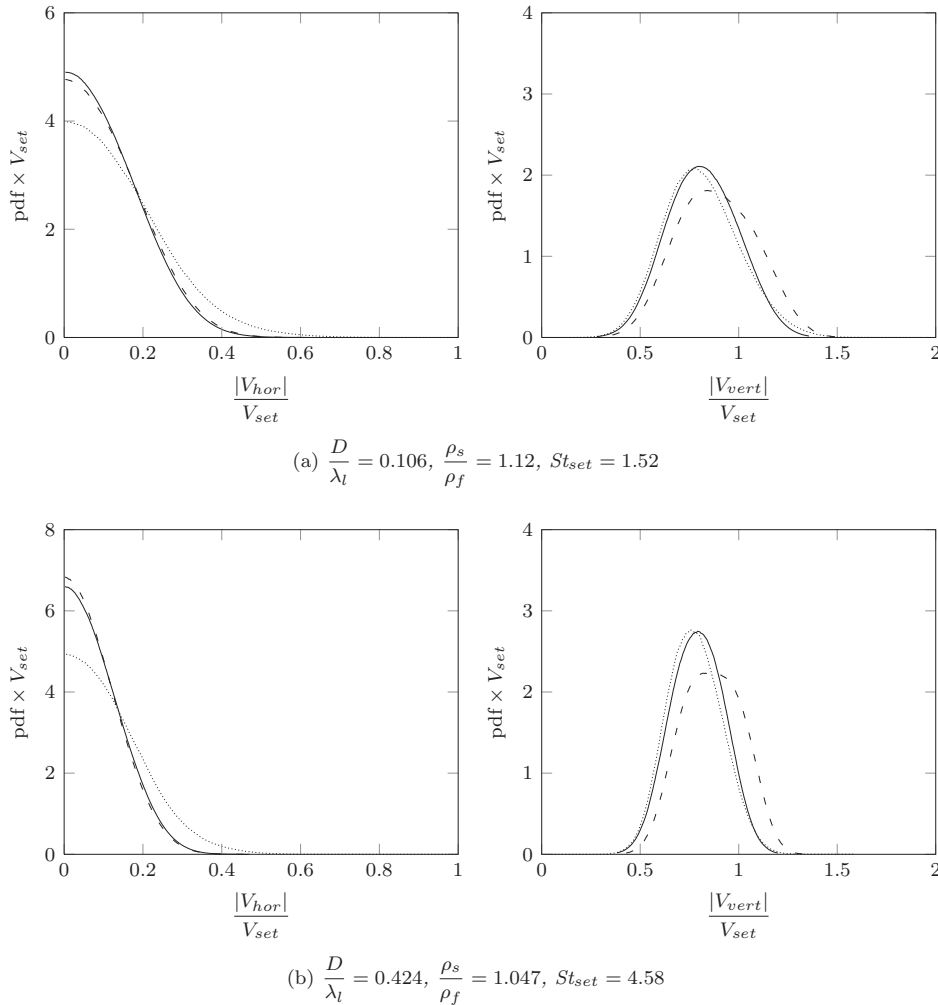 6
4
2
0
pdf × V_set
0 0.2 0.4 0.6 0.8 1
|V_hor|
V_set
4
3
2
1
0
pdf × V_set
0 0.5 1 1.5 2
|V_vert|
V_set
(a) D/λ_l = 0.106, ρ_s/ρ_f = 1.12, St_set = 1.52
8
6
4
2
0
pdf × V_set
0 0.2 0.4 0.6 0.8 1
|V_hor|
V_set
4
3
2
1
0
pdf × V_set
0 0.5 1 1.5 2
|V_vert|
V_set
(b) D/λ_l = 0.424, ρ_s/ρ_f = 1.047, St_set = 4.58